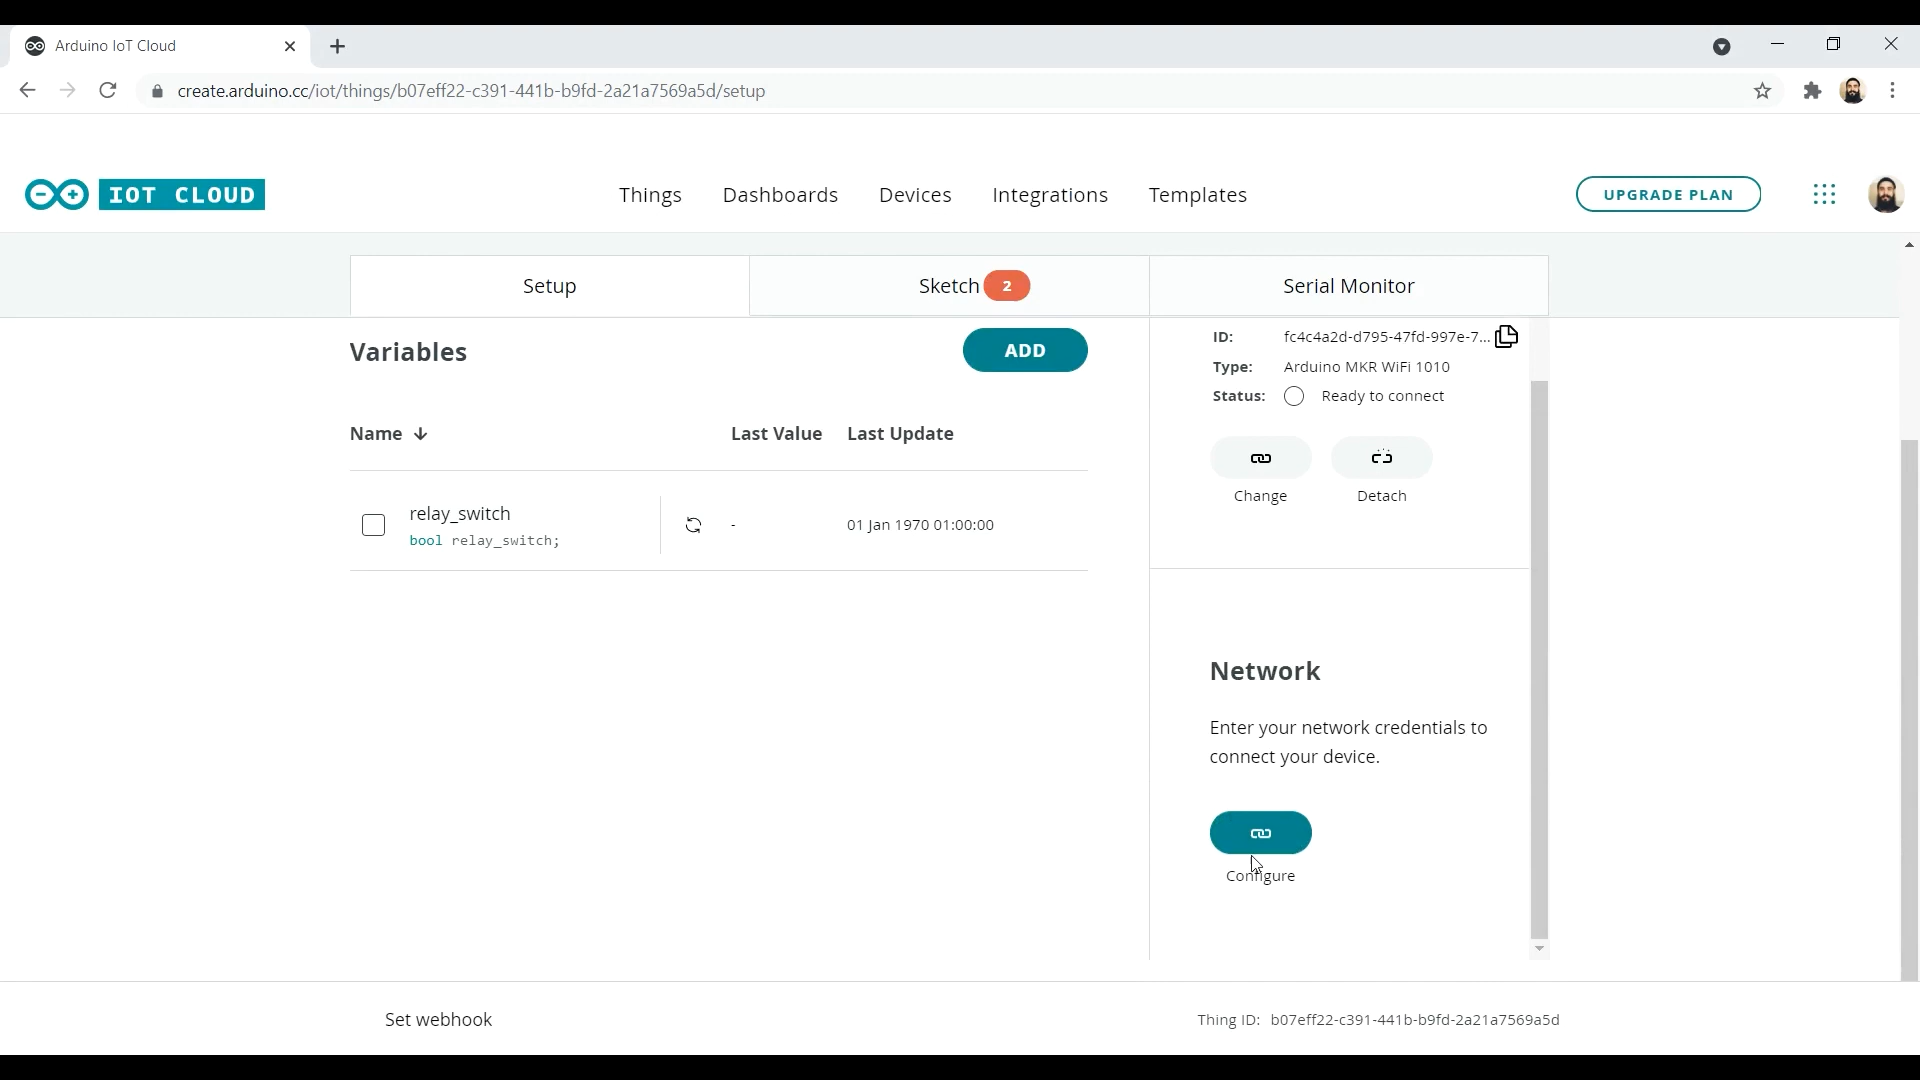 Arduino IoT Cloud
create.arduino.cc/iot/things/b07eff22-c391-441b-b9fd-2a21a7569a5d/setup
IOT CLOUD
Things
Dashboards
Devices
Integrations
Templates
UPGRADE PLAN
Setup
Sketch 2
Serial Monitor
Variables
ADD
Name
Last Value
Last Update
relay_switch
bool relay_switch;
-
01 Jan 1970 01:00:00
ID: fc4c4a2d-d795-47fd-997e-7...
Type: Arduino MKR WiFi 1010
Status: Ready to connect
Change
Detach
Network
Enter your network credentials to
connect your device.
Configure
Set webhook
Thing ID: b07eff22-c391-441b-b9fd-2a21a7569a5d